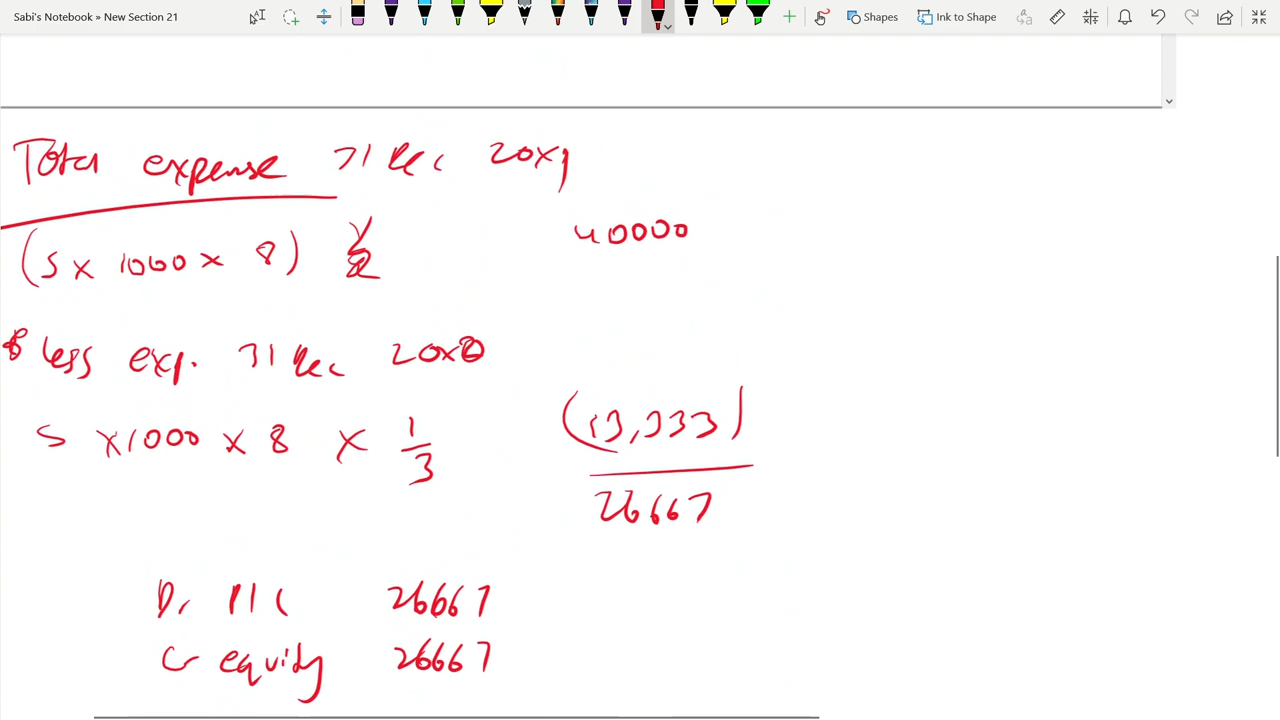 Sabi's Notebook » New Section 21
Shapes
Ink to Shape
Total expense 31 Dec 20x1
(5 x 1000 x 8) 40000
less exp. 31 Dec 20x0
5 x 1000 x 8 x 1/3 (13,333)
26667
Dr P/L 26667
Cr equity 26667